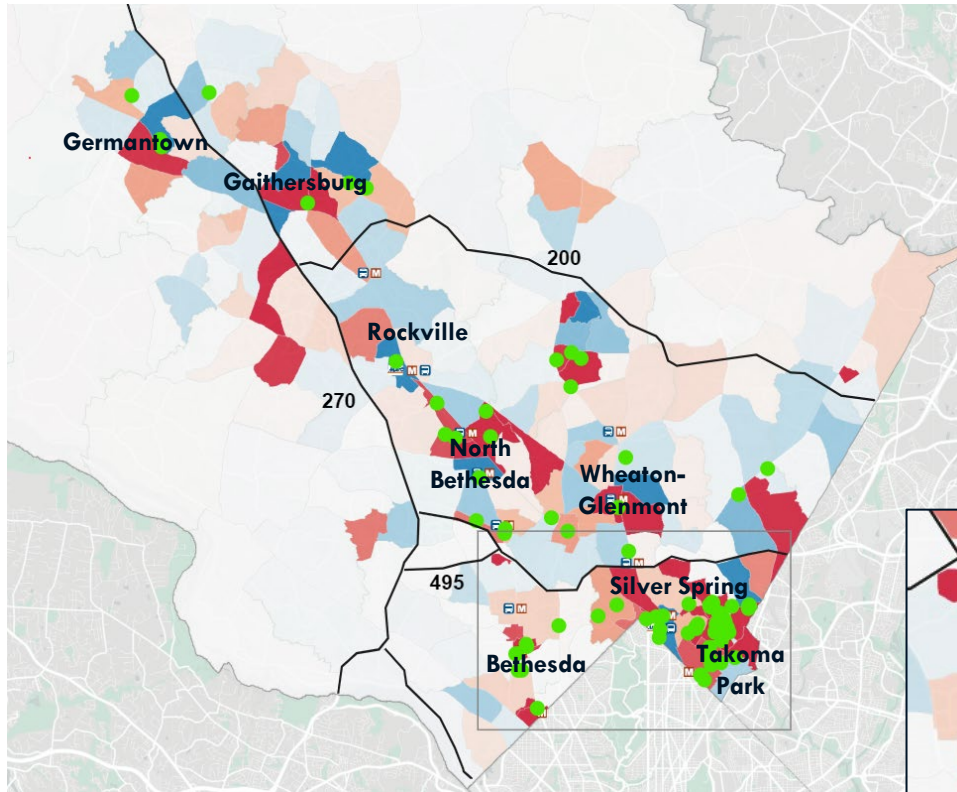 Germantown
Gaithersburg
200
M
Rockville
M
270
M
North
Bethesda
M
M
Wheaton-
Glenmont
M
M
M
495
Silver Spring
M
M
Bethesda
Takoma
Park
M
M